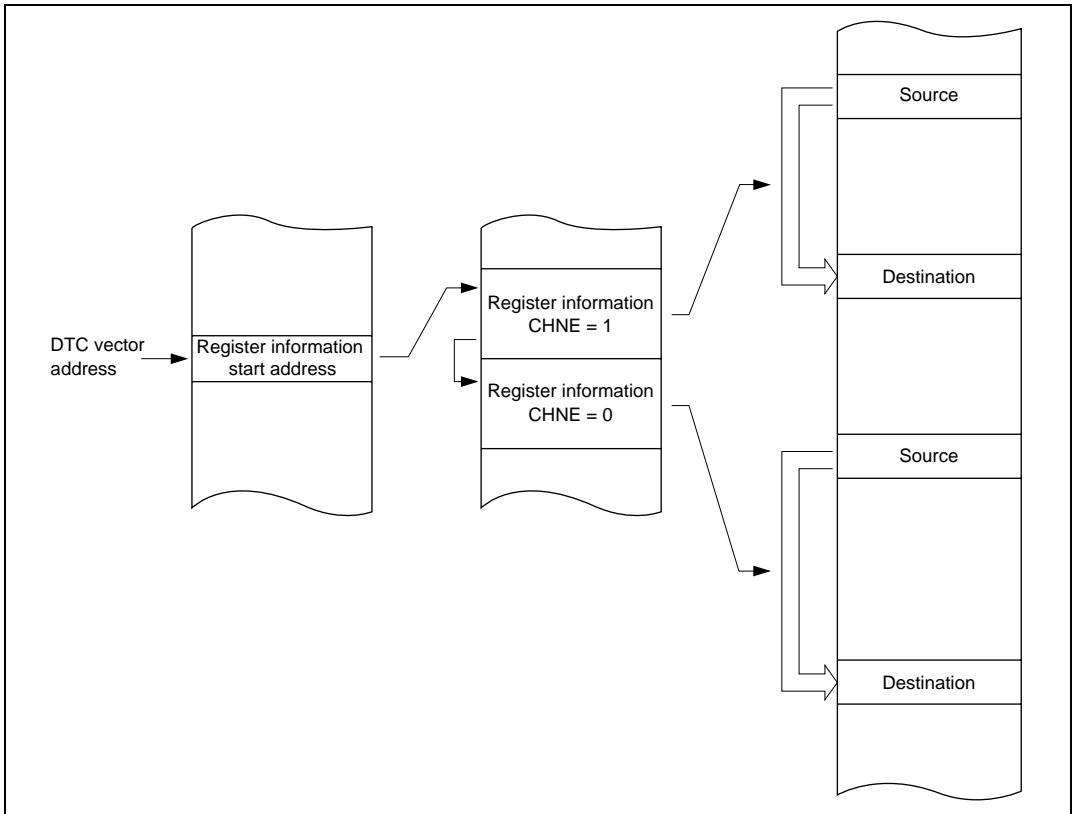 DTC vector
address
Register information
start address
Register information
CHNE = 1
Register information
CHNE = 0
Source
Destination
Source
Destination